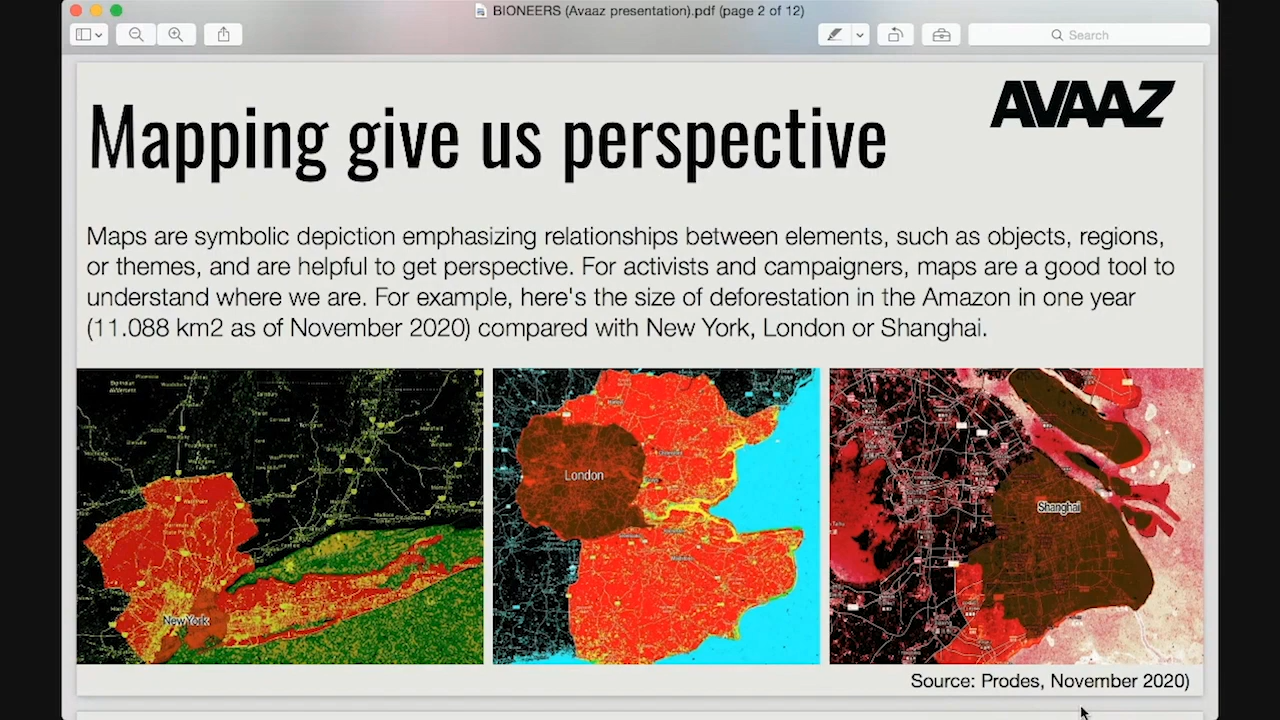 BIONEERS (Avaaz presentation).pdf (page 2 of 12)
Search
AVAAZ
Mapping give us perspective
Maps are symbolic depiction emphasizing relationships between elements, such as objects, regions,
or themes, and are helpful to get perspective. For activists and campaigners, maps are a good tool to
understand where we are. For example, here's the size of deforestation in the Amazon in one year
(11.088 km2 as of November 2020) compared with New York, London or Shanghai.
New York
London
Shanghai
Source: Prodes, November 2020)